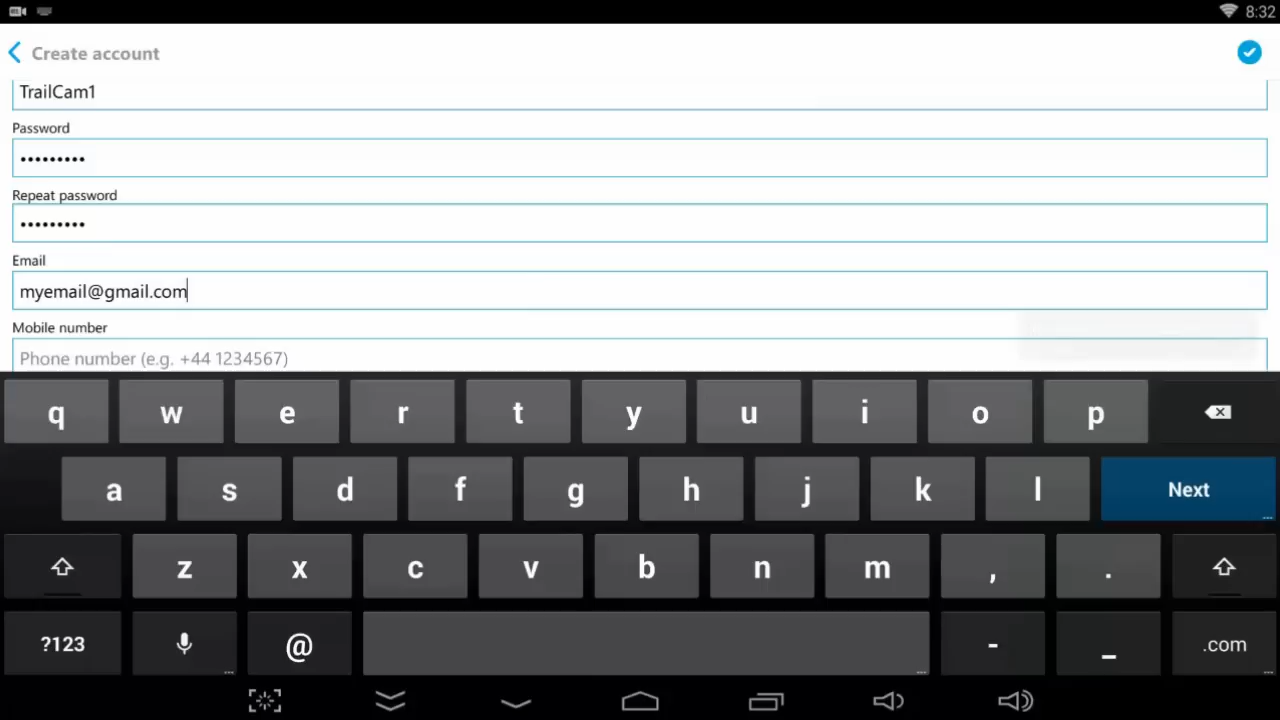 8:32
Create account
TrailCam1
Password
•••••••••
Repeat password
•••••••••
Email
myemail@gmail.com
Mobile number
Phone number (e.g. +44 1234567)
q w e r t y u i o p
a s d f g h j k l Next
z x c v b n m , .
?123 @ - _ .com